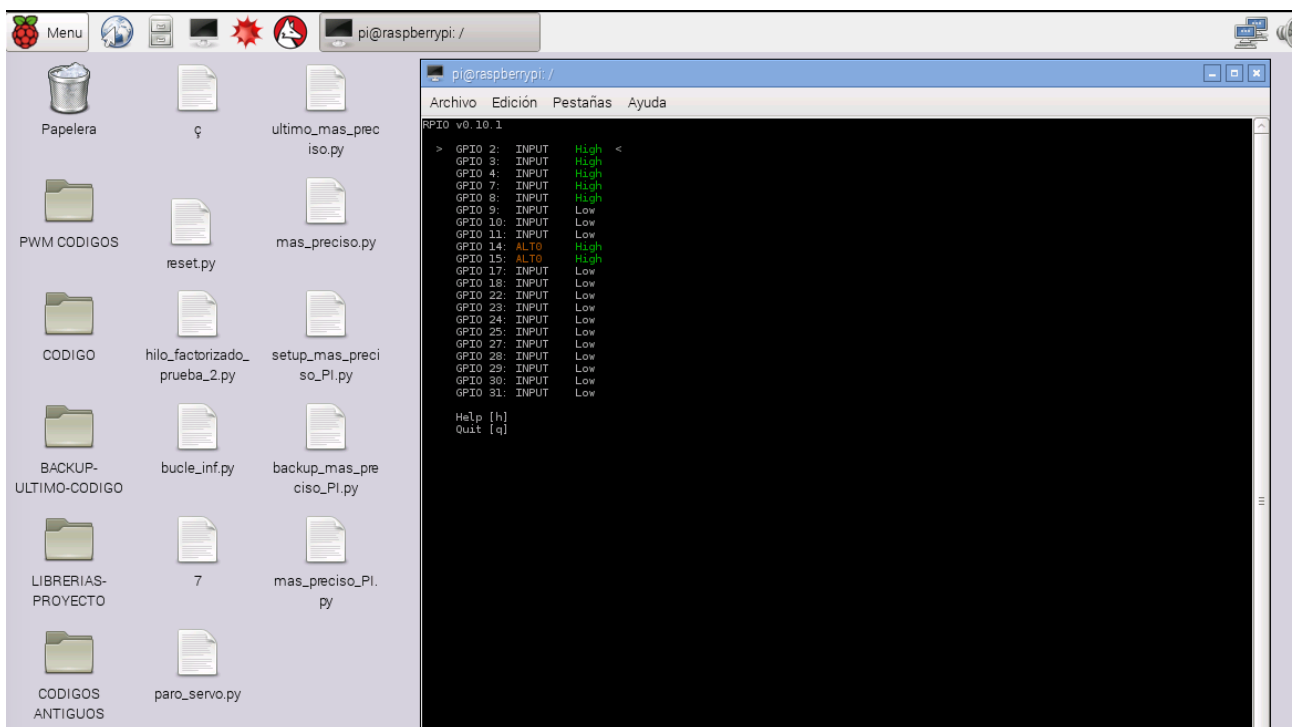 Menu
pi@raspberrypi: /
Papelera
ç
ultimo_mas_prec
iso.py
PWM CODIGOS
reset.py
mas_preciso.py
CODIGO
hilo_factorizado_
prueba_2.py
setup_mas_preci
so_PI.py
BACKUP-
ULTIMO-CODIGO
bucle_inf.py
backup_mas_pre
ciso_PI.py
LIBRERIAS-
PROYECTO
7
mas_preciso_PI.
py
CODIGOS
ANTIGUOS
paro_servo.py
pi@raspberrypi: /
Archivo Edición Pestañas Ayuda
RPIO v0.10.1
> GPIO 2: INPUT High <
GPIO 3: INPUT High
GPIO 4: INPUT High
GPIO 7: INPUT High
GPIO 8: INPUT High
GPIO 9: INPUT Low
GPIO 10: INPUT Low
GPIO 11: INPUT Low
GPIO 14: ALT0 High
GPIO 15: ALT0 High
GPIO 17: INPUT Low
GPIO 18: INPUT Low
GPIO 22: INPUT Low
GPIO 23: INPUT Low
GPIO 24: INPUT Low
GPIO 25: INPUT Low
GPIO 27: INPUT Low
GPIO 28: INPUT Low
GPIO 29: INPUT Low
GPIO 30: INPUT Low
GPIO 31: INPUT Low
Help [h]
Quit [q]